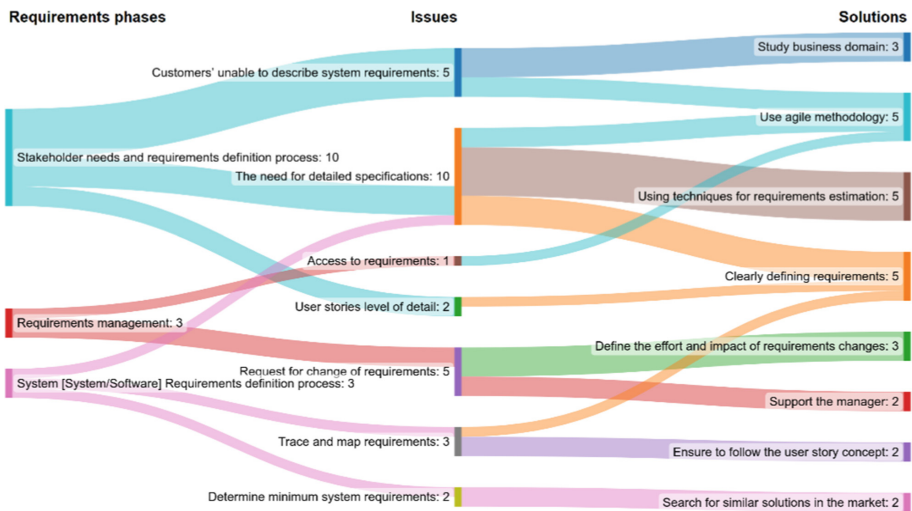 Requirements phases
Issues
Solutions
Study business domain: 3
Customers' unable to describe system requirements: 5
Use agile methodology: 5
Stakeholder needs and requirements definition process: 10
The need for detailed specifications: 10
Using techniques for requirements estimation: 5
Access to requirements: 1
Clearly defining requirements: 5
User stories level of detail: 2
Requirements management: 3
Define the effort and impact of requirements changes: 3
Request for change of requirements: 5
System [System/Software] Requirements definition process: 3
Support the manager: 2
Trace and map requirements: 3
Ensure to follow the user story concept: 2
Determine minimum system requirements: 2
Search for similar solutions in the market: 2